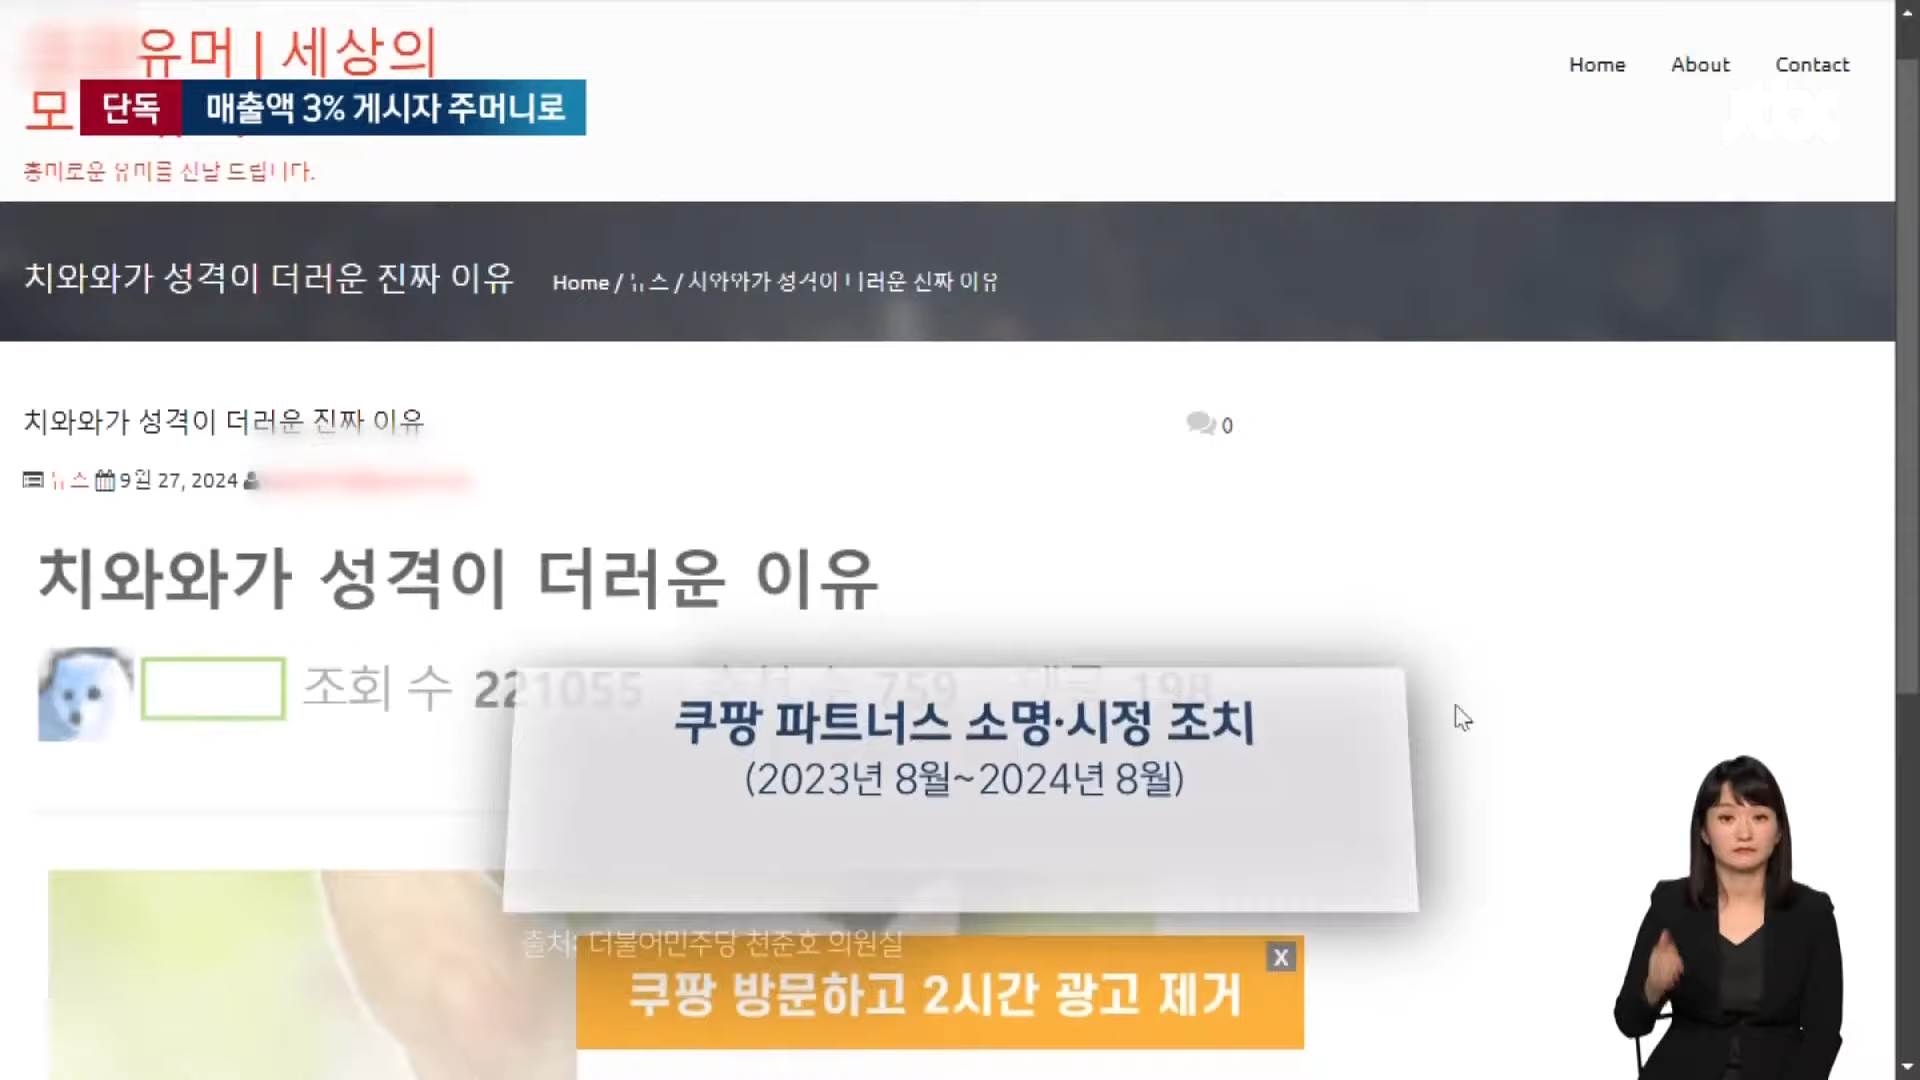 유머 | 세상의
모
단독 매출액 3% 게시자 주머니로
Home About Contact
jtbc
치와와가 성격이 더러운 진짜 이유
Home /
치와와가 성격이 더러운 진짜 이유
0
9월 27, 2024
치와와가 성격이 더러운 이유
조회 수 221055 759 198
쿠팡 파트너스 소명·시정 조치
(2023년 8월~2024년 8월)
출처: 더불어민주당 천준호 의원실
X
쿠팡 방문하고 2시간 광고 제거